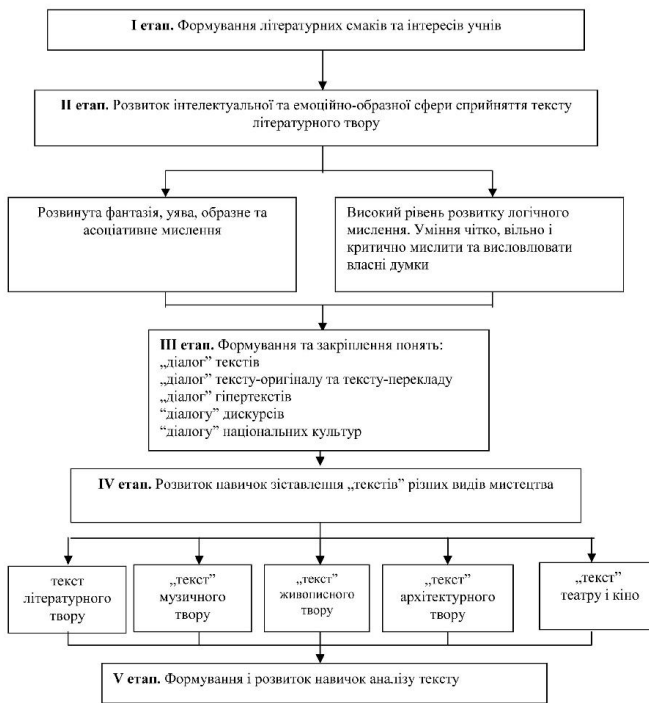 І етап. Формування літературних смаків та інтересів учнів
ІІ етап. Розвиток інтелектуальної та емоційно-образної сфери сприйняття тексту
літературного твору
Розвинута фантазія, уява, образне та
асоціативне мислення
Високий рівень розвитку логічного
мислення. Уміння чітко, вільно і
критично мислити та висловлювати
власні думки
ІІІ етап. Формування та закріплення понять:
„діалог” текстів
„діалог” тексту-оригіналу та тексту-перекладу
„діалог” гіпертекстів
“діалогу” дискурсів
“діалогу” національних культур
IV етап. Розвиток навичок зіставлення „текстів” різних видів мистецтва
текст
літературного
твору
„текст”
музичного
твору
„текст”
живописного
твору
„текст”
архітектурного
твору
„текст”
театру і кіно
V етап. Формування і розвиток навичок аналізу тексту